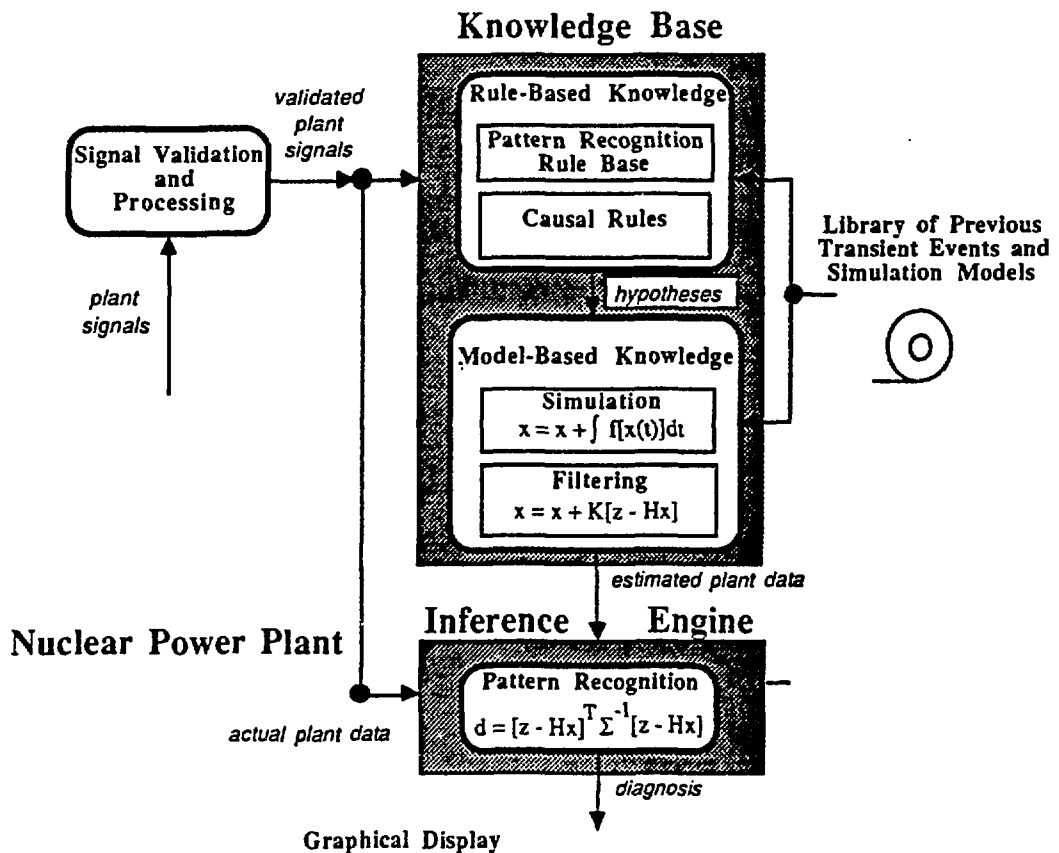 Knowledge Base
Rule-Based Knowledge
Pattern Recognition
Rule Base
Causal Rules
validated
plant
signals
Signal Validation
and
Processing
plant
signals
Library of Previous
Transient Events and
Simulation Models
hypotheses
Model-Based Knowledge
Simulation
x = x + ∫ f[x(t)]dt
Filtering
x = x + K[z - Hx]
estimated plant data
Inference Engine
Nuclear Power Plant
Pattern Recognition
d = [z - Hx]^T Σ^-1 [z - Hx]
actual plant data
diagnosis
Graphical Display